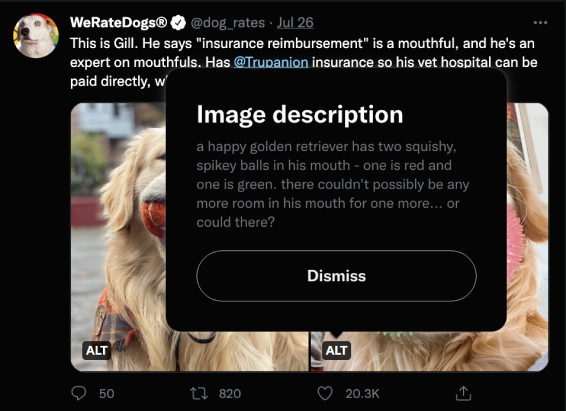 WeRateDogs® @dog_rates · Jul 26
This is Gill. He says "insurance reimbursement" is a mouthful, and he's an
expert on mouthfuls. Has @Trupanion insurance so his vet hospital can be
paid directly,
Image description
a happy golden retriever has two squishy,
spikey balls in his mouth - one is red and
one is green. there couldn't possibly be any
more room in his mouth for one more... or
could there?
Dismiss
ALT ALT
50 820 20.3K